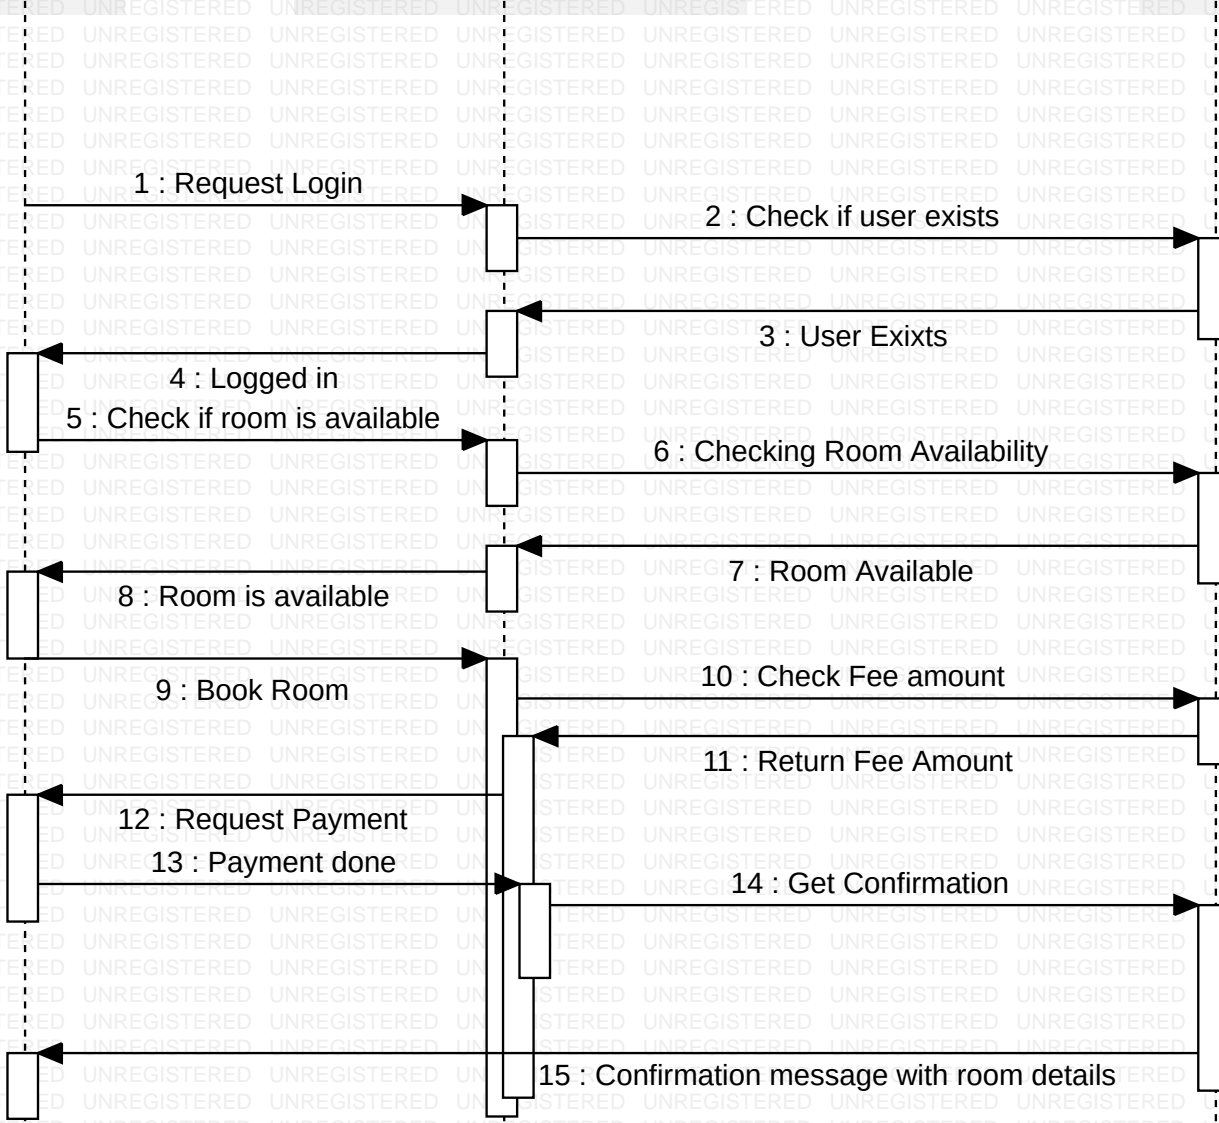 1 : Request Login
2 : Check if user exists
3 : User Exixts
4 : Logged in
5 : Check if room is available
6 : Checking Room Availability
7 : Room Available
8 : Room is available
9 : Book Room
10 : Check Fee amount
11 : Return Fee Amount
12 : Request Payment
13 : Payment done
14 : Get Confirmation
15 : Confirmation message with room details
UNREGISTERED